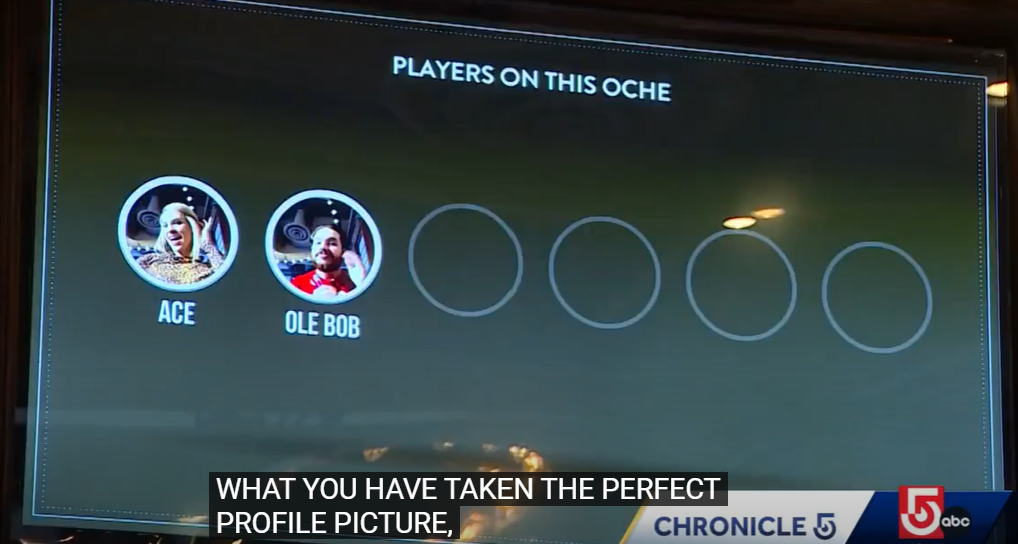 PLAYERS ON THIS OCHE
ACE
OLE BOB
WHAT YOU HAVE TAKEN THE PERFECT
PROFILE PICTURE,
CHRONICLE 5
5 abc